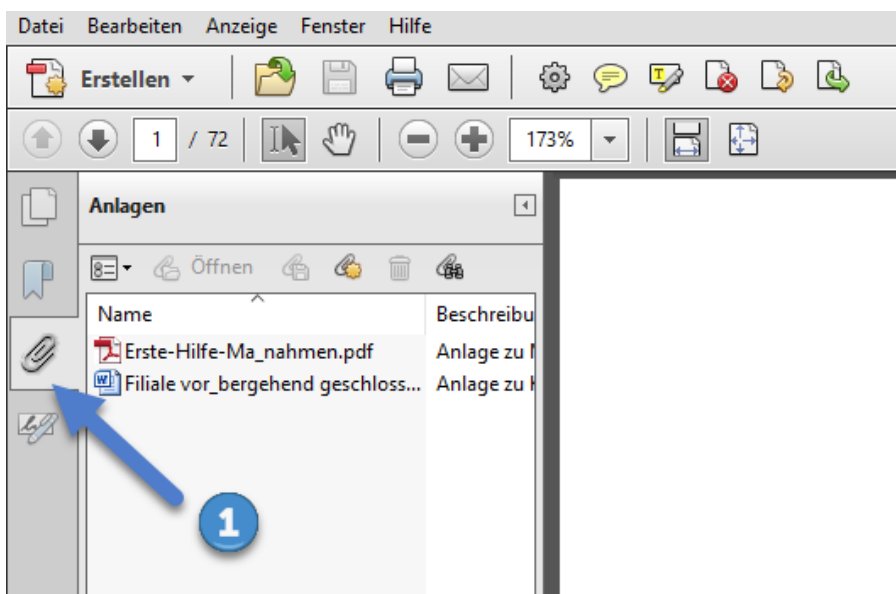 Datei Bearbeiten Anzeige Fenster Hilfe
Erstellen
1 / 72 173%
Anlagen
Öffnen
Name Beschreibu
Erste-Hilfe-Ma_nahmen.pdf Anlage zu
Filiale vor_bergehend geschloss... Anlage zu
1